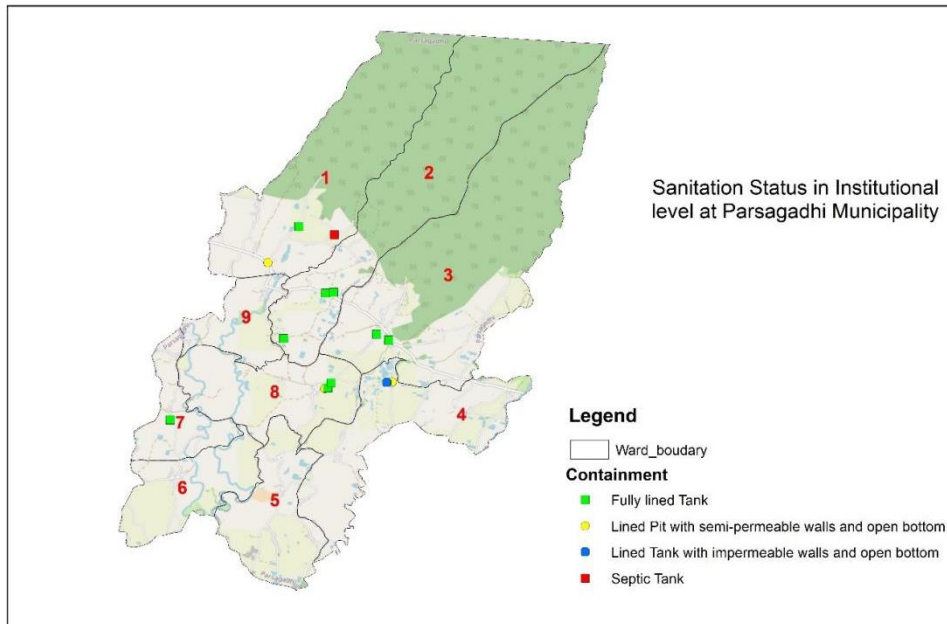 Sanitation Status in Institutional
level at Parsagadhi Municipality
1
2
3
9
8
4
7
6
5
Legend
Ward_boudary
Containment
Fully lined Tank
Lined Pit with semi-permeable walls and open bottom
Lined Tank with impermeable walls and open bottom
Septic Tank